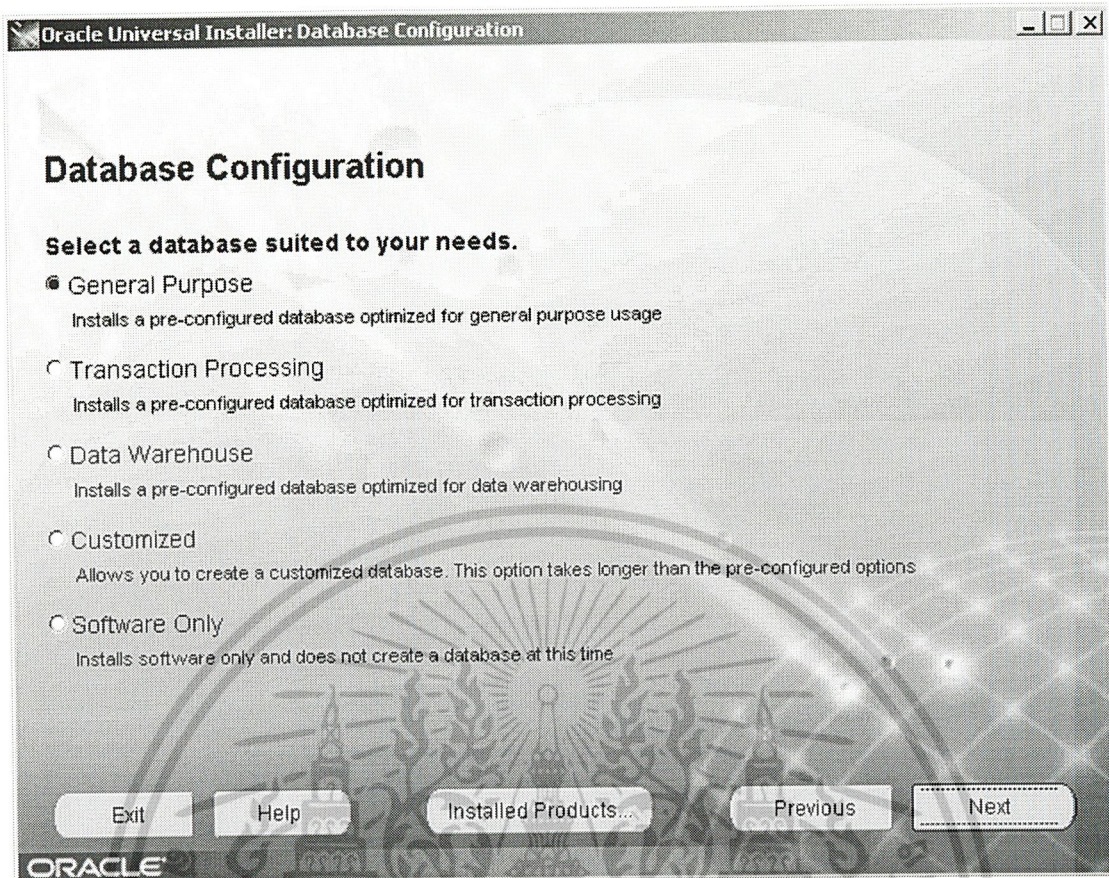 Oracle Universal Installer: Database Configuration
Database Configuration
Select a database suited to your needs.
General Purpose
Installs a pre-configured database optimized for general purpose usage
Transaction Processing
Installs a pre-configured database optimized for transaction processing
Data Warehouse
Installs a pre-configured database optimized for data warehousing
Customized
Allows you to create a customized database. This option takes longer than the pre-configured options
Software Only
Installs software only and does not create a database at this time
Exit Help Installed Products... Previous Next
ORACLE